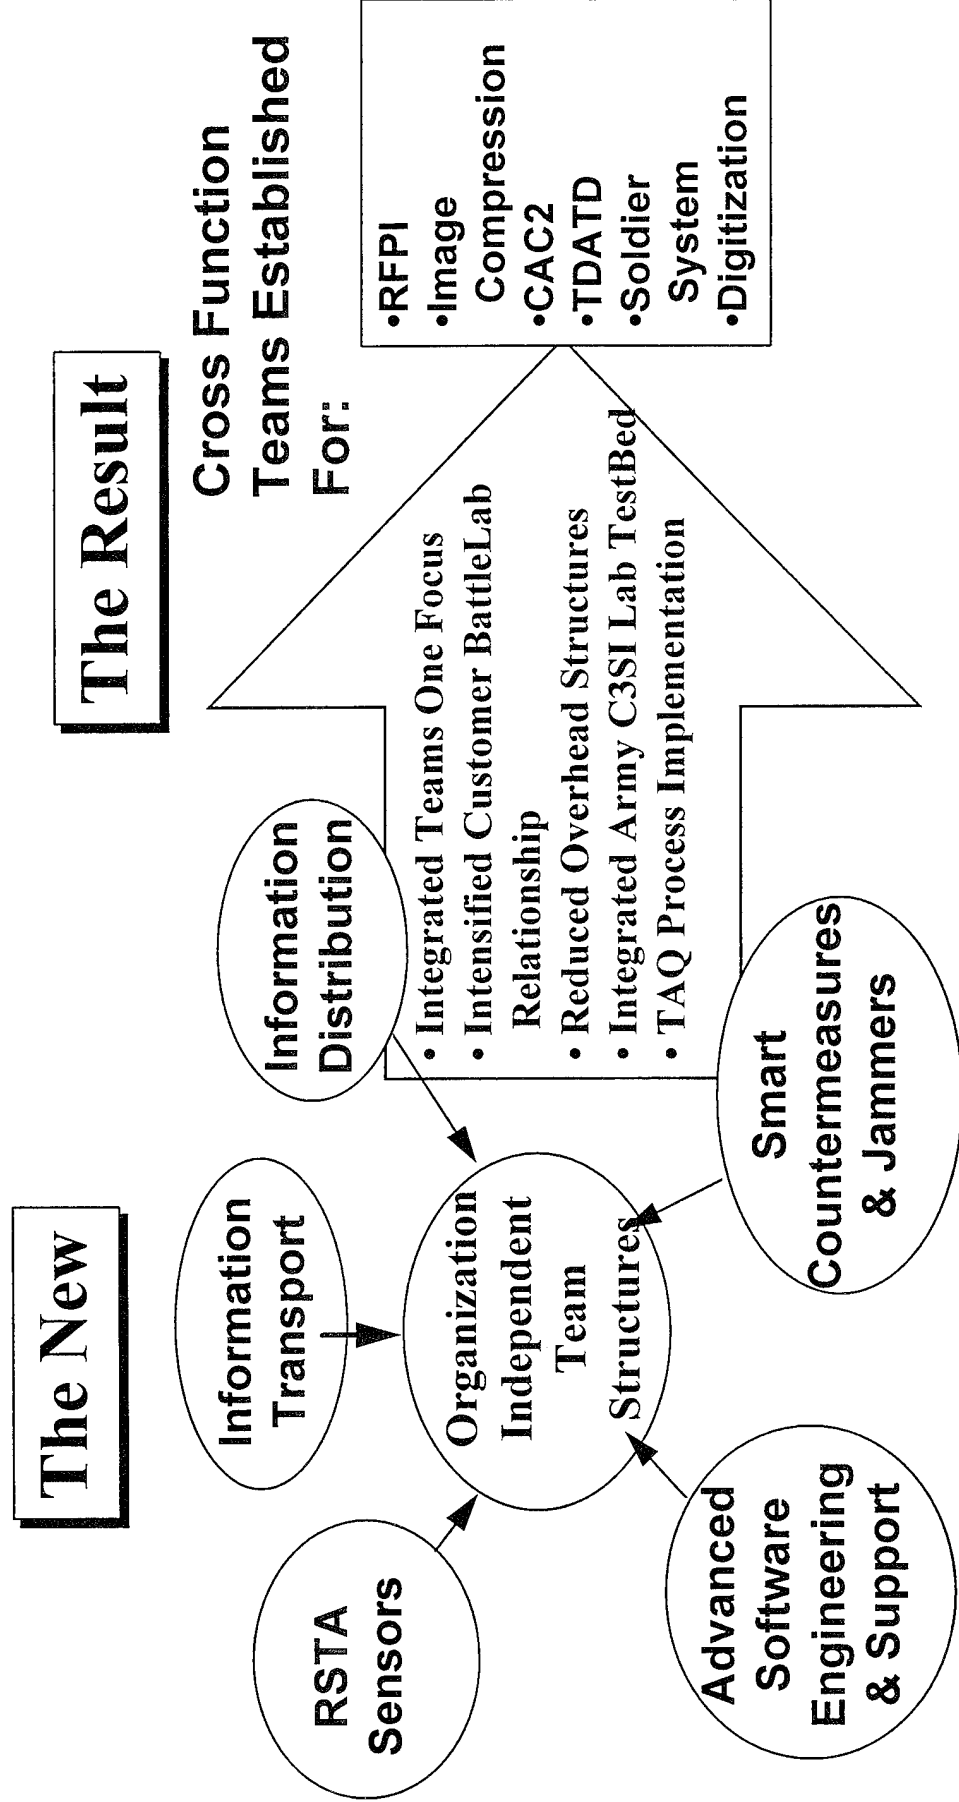 The New
RSTA
Sensors
Information
Transport
Information
Distribution
Organization
Independent
Team
Structures
Advanced
Software
Engineering
& Support
Smart
Countermeasures
& Jammers
The Result
Cross Function
Teams Established
For:
• Integrated Teams One Focus
• Intensified Customer BattleLab
Relationship
• Reduced Overhead Structures
• Integrated Army C3SI Lab TestBed
• TAQ Process Implementation
•RFPI
•Image
Compression
•CAC2
•TDATD
•Soldier
System
•Digitization